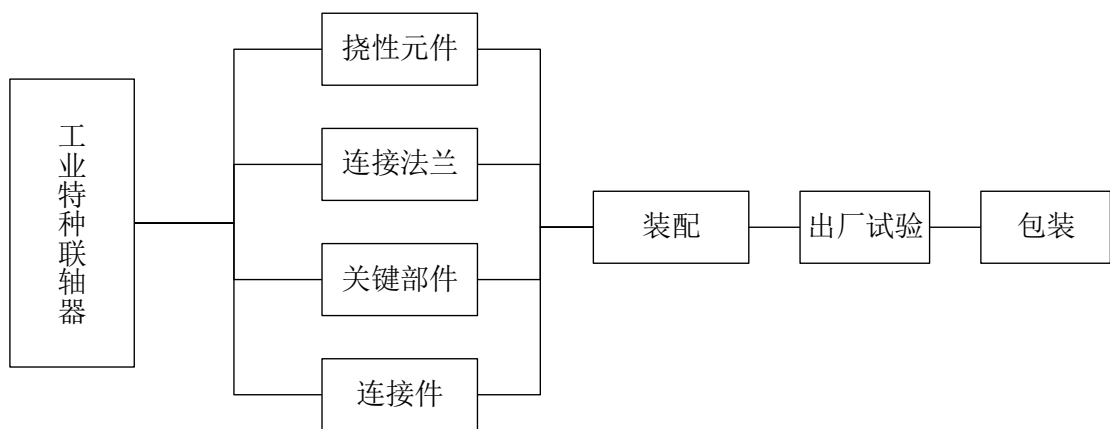 工业特种联轴器
挠性元件
连接法兰
关键部件
连接件
装配
出厂试验
包装